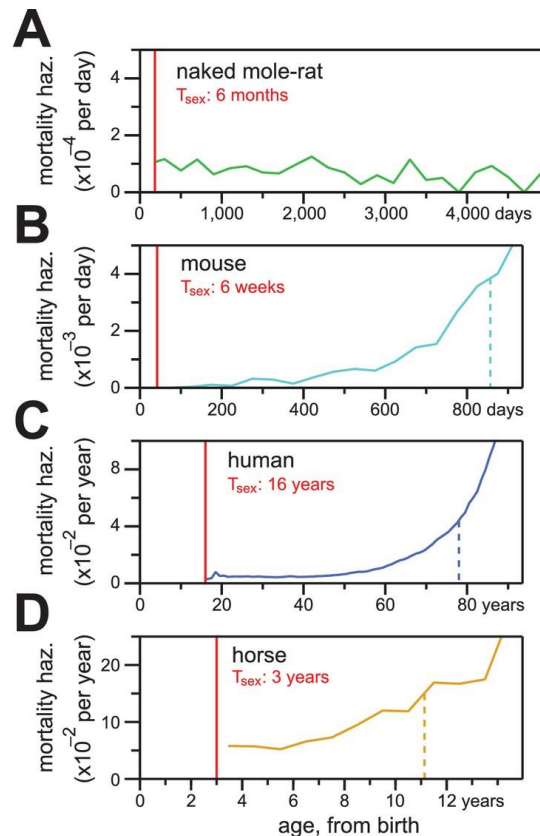 A
mortality haz.
(x10⁻⁴ per day)
4
2
0
naked mole-rat
Tsex: 6 months
0 1,000 2,000 3,000 4,000 days
B
mortality haz.
(x10⁻³ per day)
4
2
0
mouse
Tsex: 6 weeks
0 200 400 600 800 days
C
mortality haz.
(x10⁻² per year)
8
4
0
human
Tsex: 16 years
0 20 40 60 80 years
D
mortality haz.
(x10⁻² per year)
20
10
0
horse
Tsex: 3 years
0 2 4 6 8 10 12 years
age, from birth